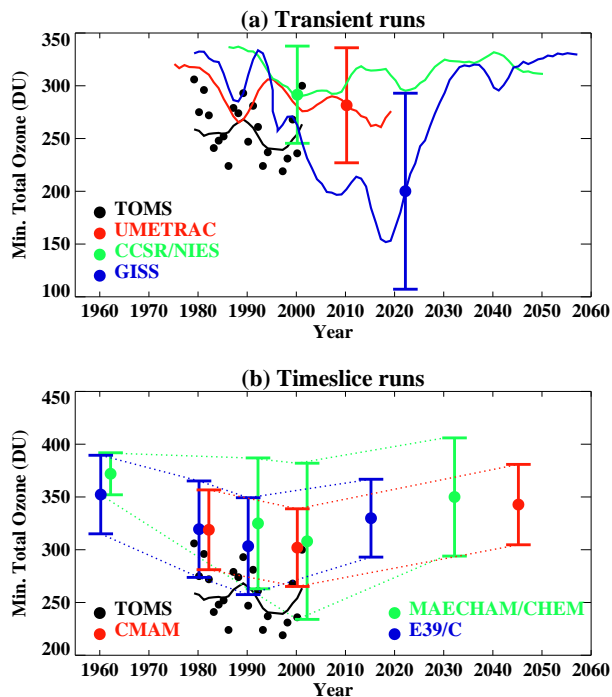 (a) Transient runs
Min. Total Ozone (DU)
350
300
250
200
150
100
TOMS
UMETRAC
CCSR/NIES
GISS
1960 1970 1980 1990 2000 2010 2020 2030 2040 2050 2060
Year
(b) Timeslice runs
Min. Total Ozone (DU)
450
400
350
300
250
200
TOMS
CMAM
MAECHAM/CHEM
E39/C
1960 1970 1980 1990 2000 2010 2020 2030 2040 2050 2060
Year